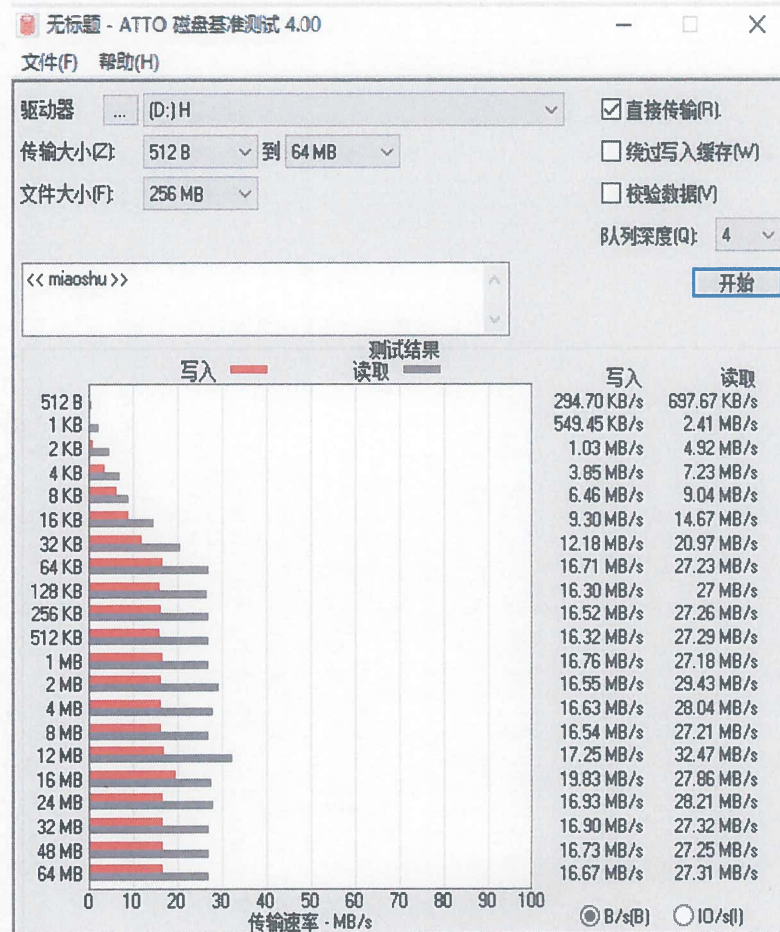 无标题 - ATTO 磁盘基准测试 4.00
文件(F) 帮助(H)
驱动器 ... (D:) H
直接传输(R).
传输大小(Z): 512 B 到 64 MB
绕过写入缓存(W)
文件大小(F): 256 MB
校验数据(V)
队列深度(Q): 4
<< miaoshu >>
开始
测试结果
写入 读取 写入 读取
512 B 294.70 KB/s 697.67 KB/s
1 KB 549.45 KB/s 2.41 MB/s
2 KB 1.03 MB/s 4.92 MB/s
4 KB 3.85 MB/s 7.23 MB/s
8 KB 6.46 MB/s 9.04 MB/s
16 KB 9.30 MB/s 14.67 MB/s
32 KB 12.18 MB/s 20.97 MB/s
64 KB 16.71 MB/s 27.23 MB/s
128 KB 16.30 MB/s 27 MB/s
256 KB 16.52 MB/s 27.26 MB/s
512 KB 16.32 MB/s 27.29 MB/s
1 MB 16.76 MB/s 27.18 MB/s
2 MB 16.55 MB/s 29.43 MB/s
4 MB 16.63 MB/s 28.04 MB/s
8 MB 16.54 MB/s 27.21 MB/s
12 MB 17.25 MB/s 32.47 MB/s
16 MB 19.83 MB/s 27.86 MB/s
24 MB 16.93 MB/s 28.21 MB/s
32 MB 16.90 MB/s 27.32 MB/s
48 MB 16.73 MB/s 27.25 MB/s
64 MB 16.67 MB/s 27.31 MB/s
0 10 20 30 40 50 60 70 80 90 100
传输速率 - MB/s
B/s(B) IO/s(I)